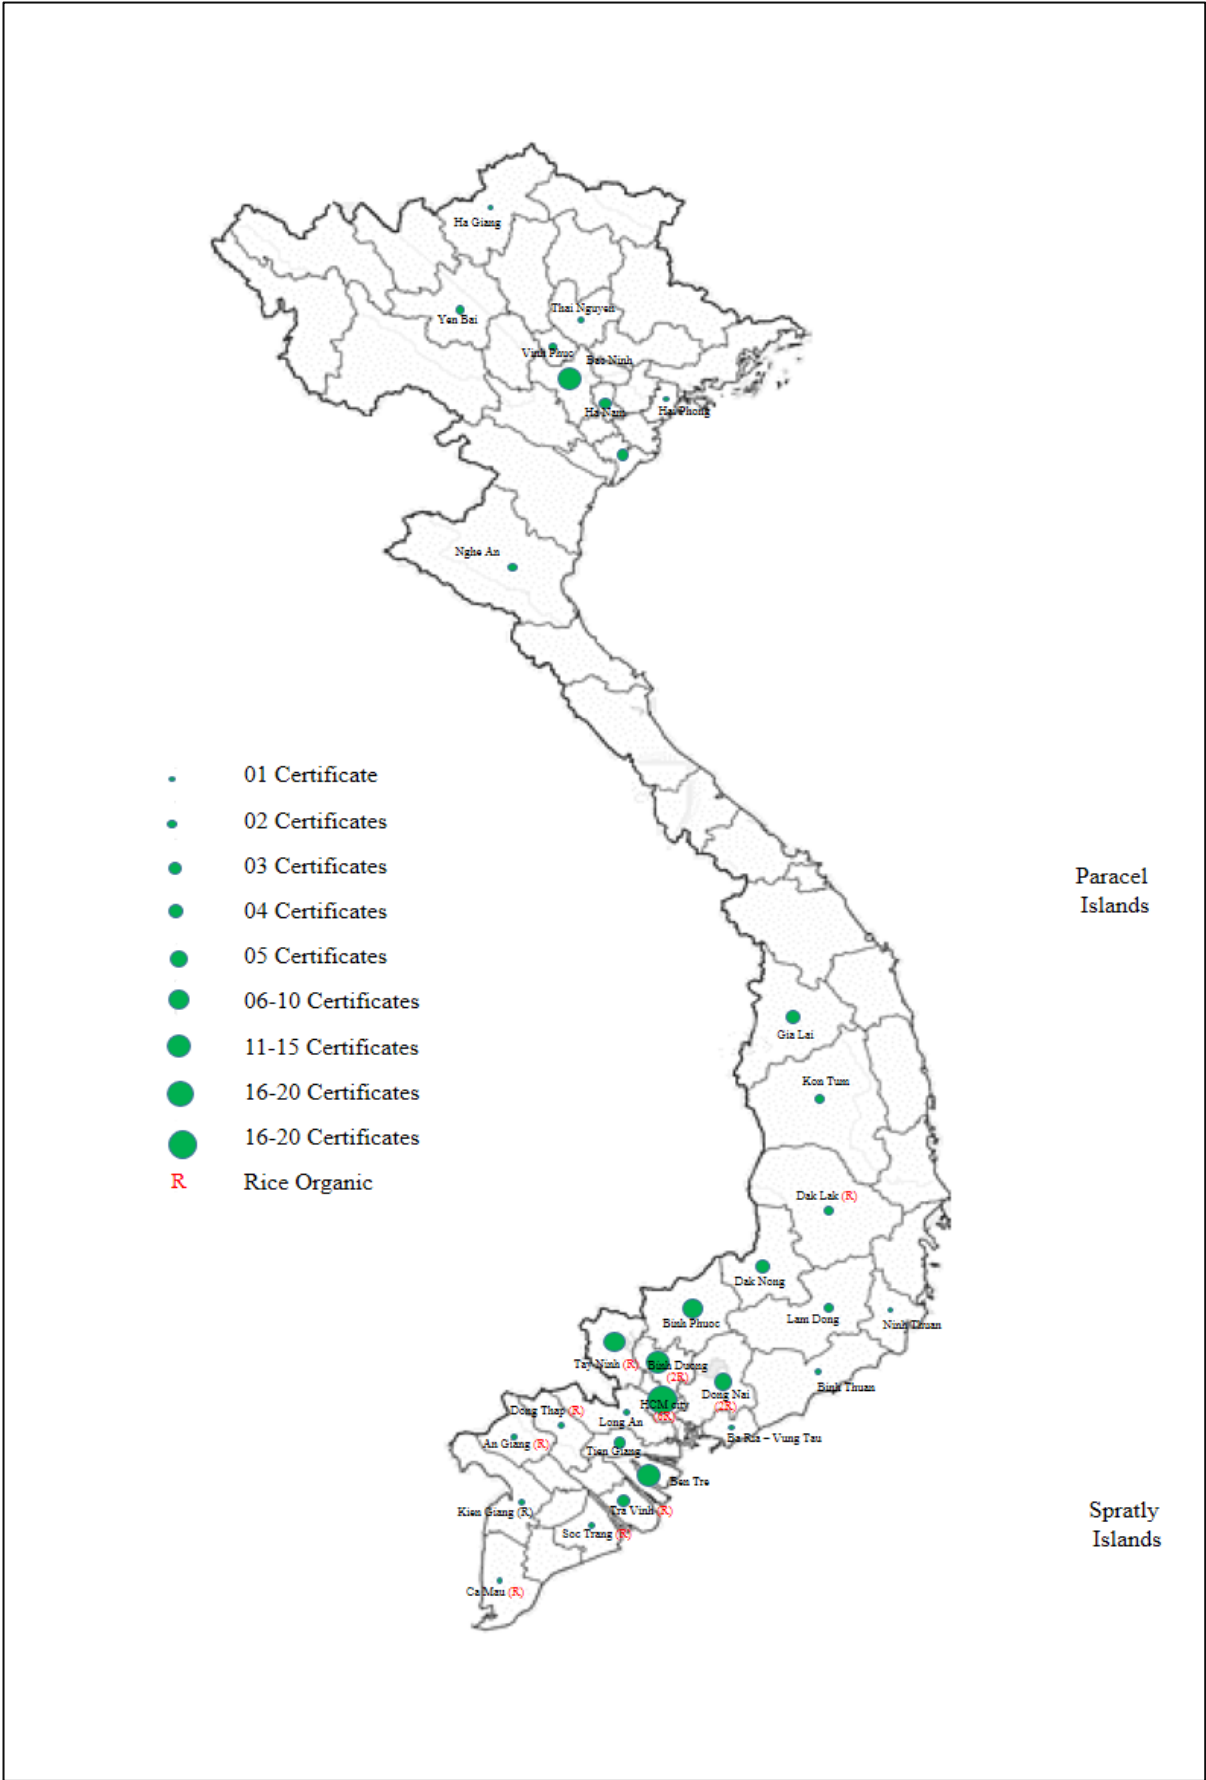 Ha Giang
Thai Nguyen
Yen Bai
Vinh Phuc
Bac Ninh
Ha Nam
Hai Phong
Nghe An
01 Certificate
02 Certificates
03 Certificates
04 Certificates
05 Certificates
06-10 Certificates
11-15 Certificates
16-20 Certificates
16-20 Certificates
R Rice Organic
Paracel
Islands
Gia Lai
Kon Tum
Dak Lak (R)
Dak Nong
Lam Dong
Binh Phuoc
Ninh Thuan
Tay Ninh (R)
Binh Duong
(2R)
Binh Thuan
Dong Nai
(2R)
HCM city
Dong Thap (R)
Long An
Ba Ria – Vung Tau
An Giang (R)
Tien Giang
Ben Tre
Kien Giang (R)
Tra Vinh (R)
Soc Trang (R)
Ca Mau (R)
Spratly
Islands